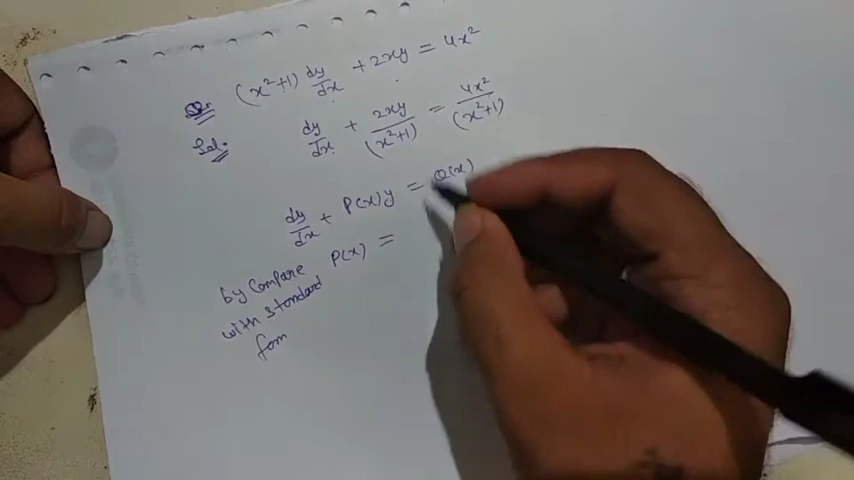 Q:- (x²+1) dy/dx + 2xy = 4x²
Sol:- dy/dx + 2xy/(x²+1) = 4x²/(x²+1)
dy/dx + P(x)y = Q(x)
by compare P(x) =
with standard
form